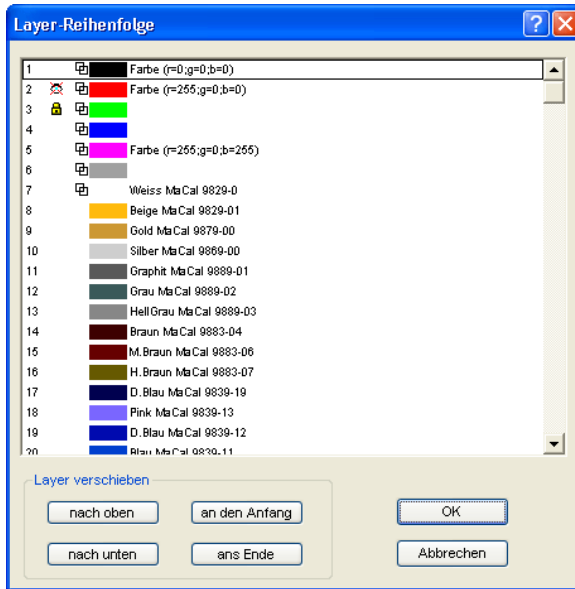 Layer-Reihenfolge
1 Farbe (r=0;g=0;b=0)
2 Farbe (r=255;g=0;b=0)
3
4
5 Farbe (r=255;g=0;b=255)
6
7 Weiss MaCal 9829-0
8 Beige MaCal 9829-01
9 Gold MaCal 9879-00
10 Silber MaCal 9869-00
11 Graphit MaCal 9889-01
12 Grau MaCal 9889-02
13 HellGrau MaCal 9889-03
14 Braun MaCal 9883-04
15 M.Braun MaCal 9883-06
16 H.Braun MaCal 9883-07
17 D.Blau MaCal 9839-19
18 Pink MaCal 9839-13
19 D.Blau MaCal 9839-12
20 Blau MaCal 9839-11
Layer verschieben
nach oben
an den Anfang
OK
nach unten
ans Ende
Abbrechen